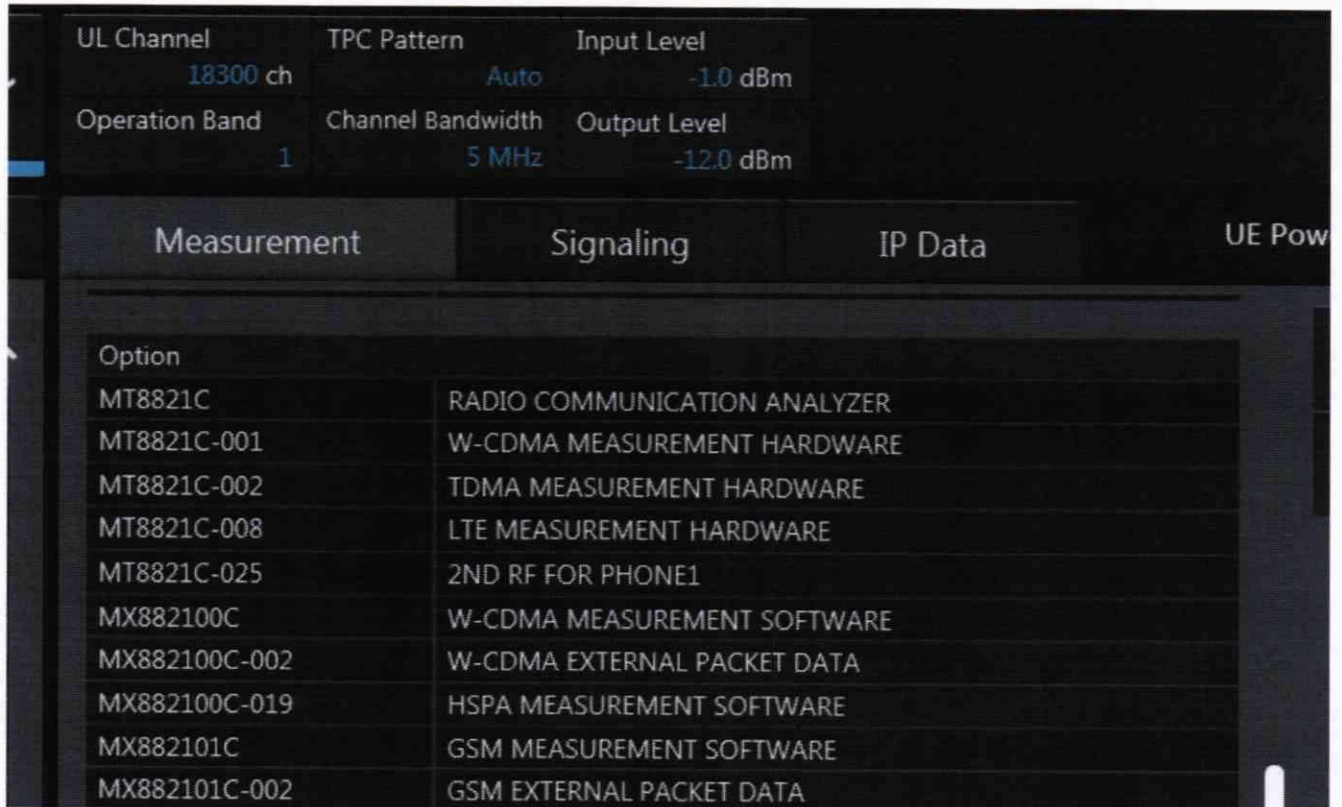 UL Channel TPC Pattern Input Level
18300 ch Auto -1.0 dBm
Operation Band Channel Bandwidth Output Level
1 5 MHz -12.0 dBm
Measurement Signaling IP Data UE Pow
Option
MT8821C RADIO COMMUNICATION ANALYZER
MT8821C-001 W-CDMA MEASUREMENT HARDWARE
MT8821C-002 TDMA MEASUREMENT HARDWARE
MT8821C-008 LTE MEASUREMENT HARDWARE
MT8821C-025 2ND RF FOR PHONE1
MX882100C W-CDMA MEASUREMENT SOFTWARE
MX882100C-002 W-CDMA EXTERNAL PACKET DATA
MX882100C-019 HSPA MEASUREMENT SOFTWARE
MX882101C GSM MEASUREMENT SOFTWARE
MX882101C-002 GSM EXTERNAL PACKET DATA